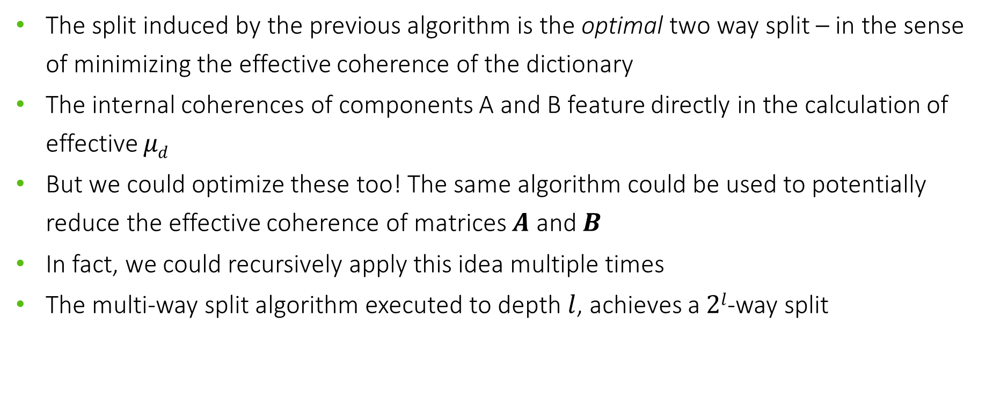 • The split induced by the previous algorithm is the optimal two way split – in the sense
of minimizing the effective coherence of the dictionary
• The internal coherences of components A and B feature directly in the calculation of
effective μ_d
• But we could optimize these too! The same algorithm could be used to potentially
reduce the effective coherence of matrices A and B
• In fact, we could recursively apply this idea multiple times
• The multi-way split algorithm executed to depth l, achieves a 2^l-way split